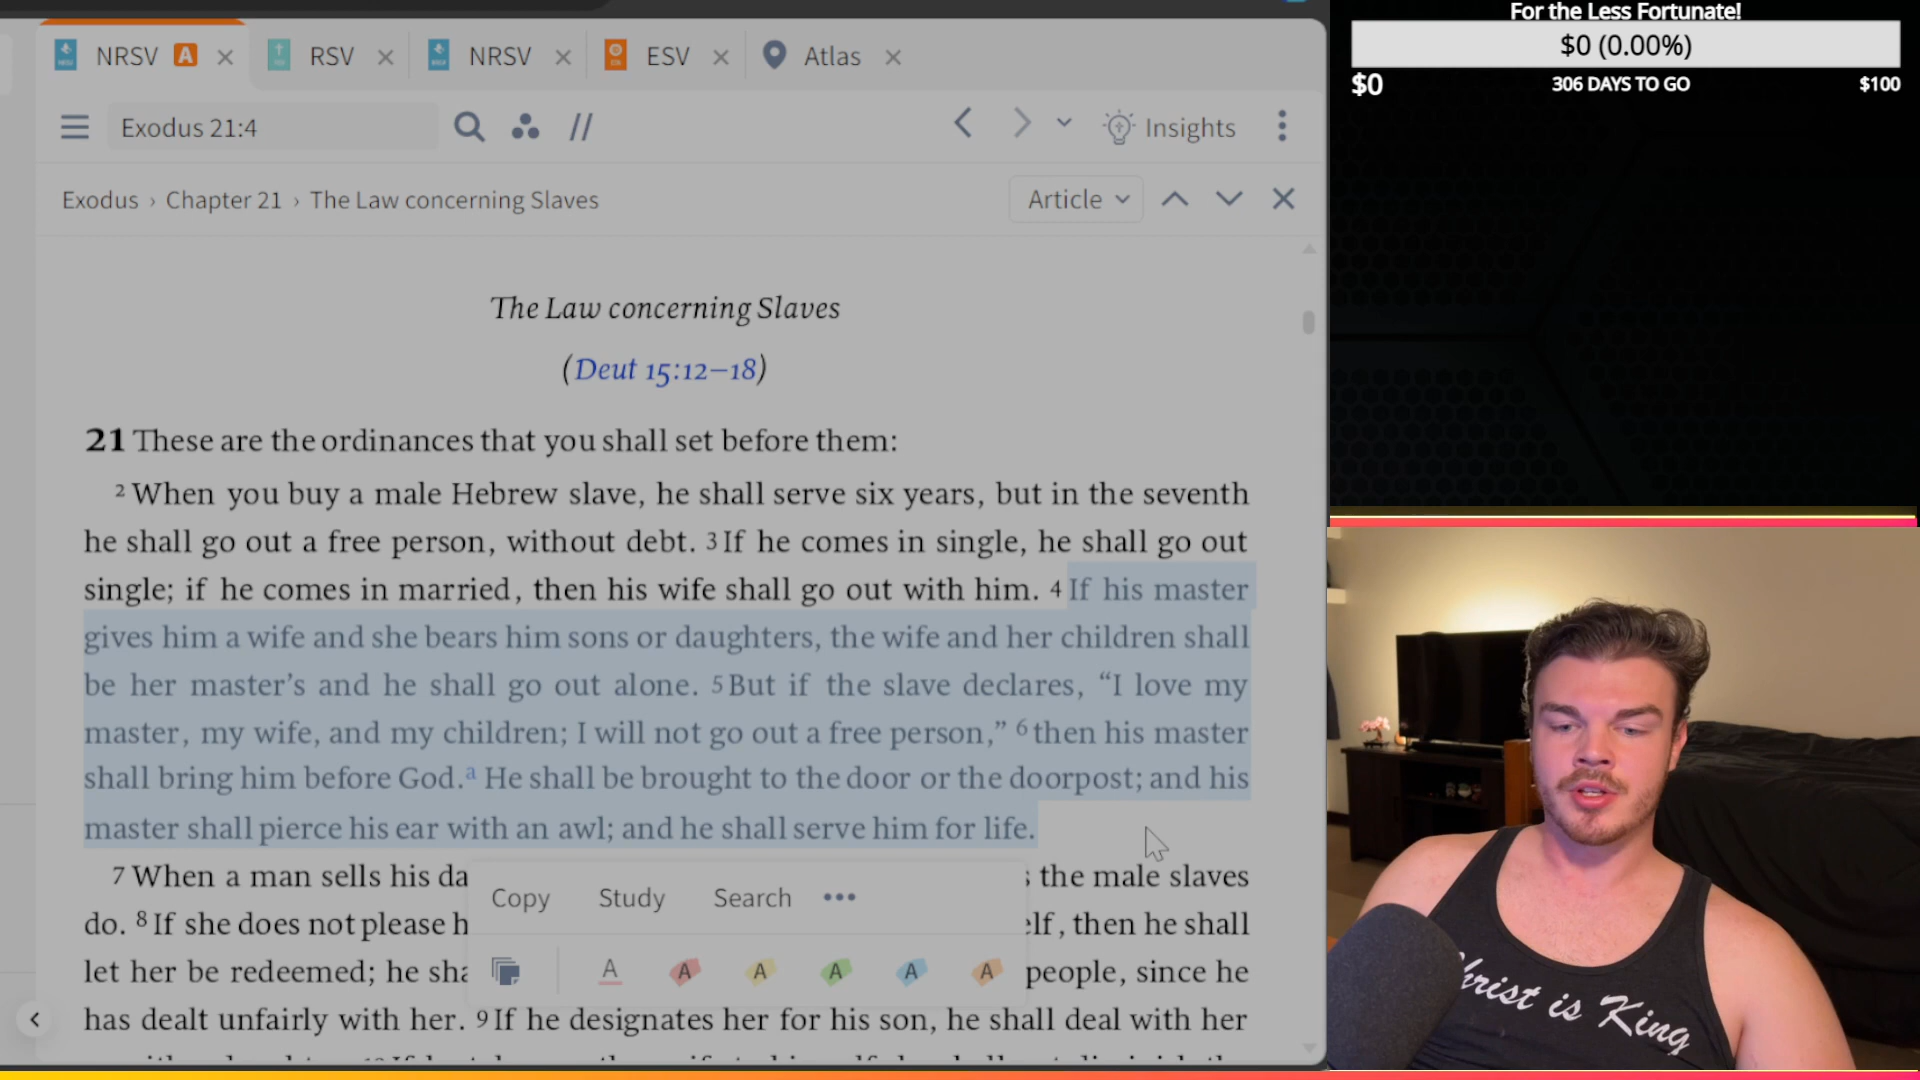 NRSV A RSV NRSV ESV Atlas
Exodus 21:4 Insights
Exodus › Chapter 21 › The Law concerning Slaves Article
The Law concerning Slaves
(Deut 15:12–18)
21 These are the ordinances that you shall set before them:
2 When you buy a male Hebrew slave, he shall serve six years, but in the seventh
he shall go out a free person, without debt. 3 If he comes in single, he shall go out
single; if he comes in married, then his wife shall go out with him. 4 If his master
gives him a wife and she bears him sons or daughters, the wife and her children shall
be her master’s and he shall go out alone. 5 But if the slave declares, “I love my
master, my wife, and my children; I will not go out a free person,” 6 then his master
shall bring him before God.a He shall be brought to the door or the doorpost; and his
master shall pierce his ear with an awl; and he shall serve him for life.
7 When a man sells his da the male slaves
do. 8 If she does not please h elf, then he shall
let her be redeemed; he sha people, since he
has dealt unfairly with her. 9 If he designates her for his son, he shall deal with her
Copy Study Search •••
A A A A A A
For the Less Fortunate!
$0 (0.00%)
$0 306 DAYS TO GO $100
hrist is King